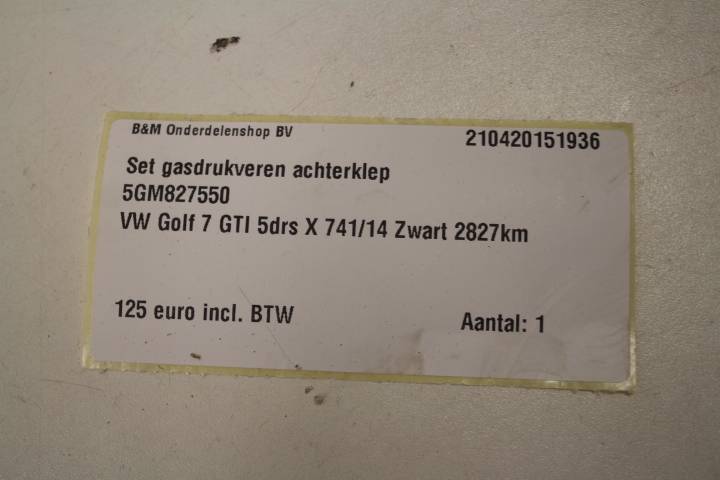 B&M Onderdelenshop BV 210420151936
Set gasdrukveren achterklep
5GM827550
VW Golf 7 GTI 5drs X 741/14 Zwart 2827km
125 euro incl. BTW Aantal: 1